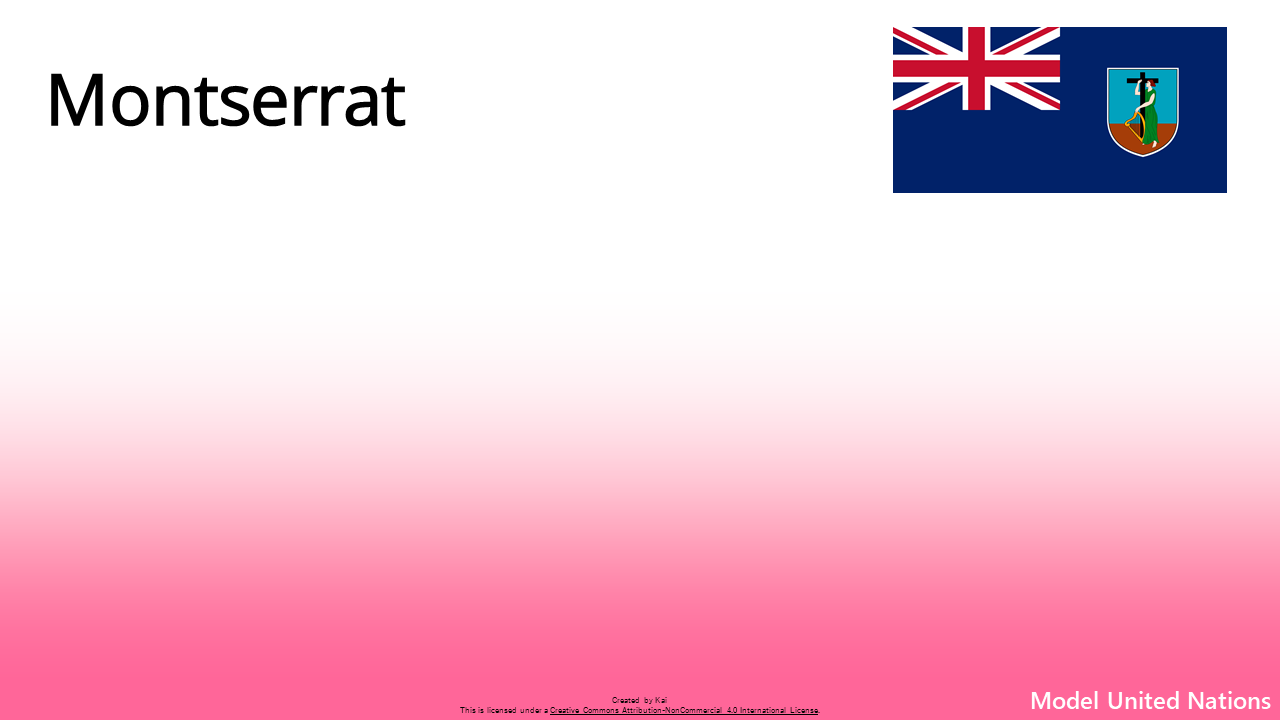 Montserrat
Created by Kai
This is licensed under a Creative Commons Attribution-NonCommercial 4.0 International License.
Model United Nations